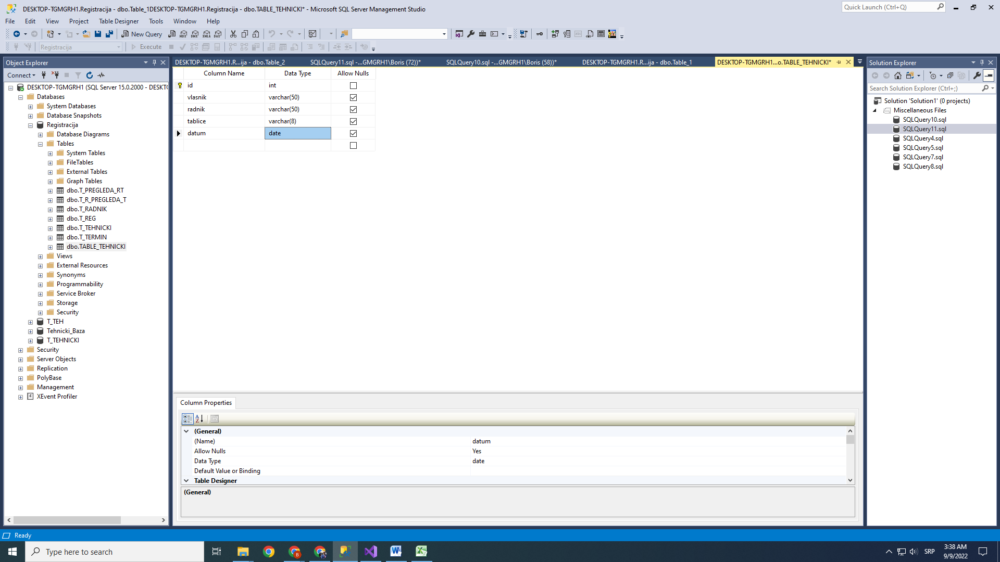 DESKTOP-TGMGRH1.Registracija - dbo.Table_1DESKTOP-TGMGRH1.Registracija - dbo.TABLE_TEHNICKI* - Microsoft SQL Server Management Studio
Quick Launch (Ctrl+Q)
File Edit View Project Table Designer Tools Window Help
New Query MDX DMX XMLA DAX
Registracija Execute
Object Explorer
Connect
DESKTOP-TGMGRH1 (SQL Server 15.0.2000 - DESKTO
Databases
System Databases
Database Snapshots
Registracija
Database Diagrams
Tables
System Tables
FileTables
External Tables
Graph Tables
dbo.T_PREGLEDA_RT
dbo.T_R_PREGLEDA_T
dbo.T_RADNIK
dbo.T_REG
dbo.T_TEHNICKI
dbo.T_TERMIN
dbo.TABLE_TEHNICKI
Views
External Resources
Synonyms
Programmability
Service Broker
Storage
Security
T_TEH
Tehnicki_Baza
T_TEHNICKI
Security
Server Objects
Replication
PolyBase
Management
XEvent Profiler
DESKTOP-TGMGRH1.R...ija - dbo.Table_2 SQLQuery11.sql -...GMGRH1\Boris (72))* SQLQuery10.sql -...GMGRH1\Boris (58))* DESKTOP-TGMGRH1.R...ija - dbo.Table_1 DESKTOP-TGMGRH1...o.TABLE_TEHNICKI*
Column Name Data Type Allow Nulls
id int
vlasnik varchar(50)
radnik varchar(50)
tablice varchar(8)
datum date
Column Properties
(General)
(Name) datum
Allow Nulls Yes
Data Type date
Default Value or Binding
Table Designer
(General)
Solution Explorer
Search Solution Explorer (Ctrl+;)
Solution 'Solution1' (0 projects)
Miscellaneous Files
SQLQuery10.sql
SQLQuery11.sql
SQLQuery4.sql
SQLQuery5.sql
SQLQuery7.sql
SQLQuery8.sql
Ready
Type here to search
SRP
3:38 AM
9/9/2022